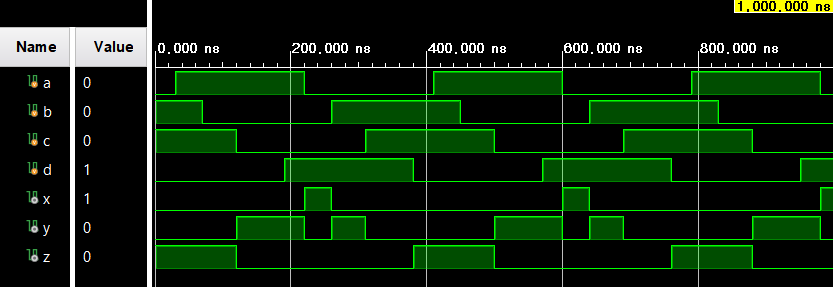 1,000.000 ns
Name Value 0.000 ns 200.000 ns 400.000 ns 600.000 ns 800.000 ns
a 0
b 0
c 0
d 1
x 1
y 0
z 0